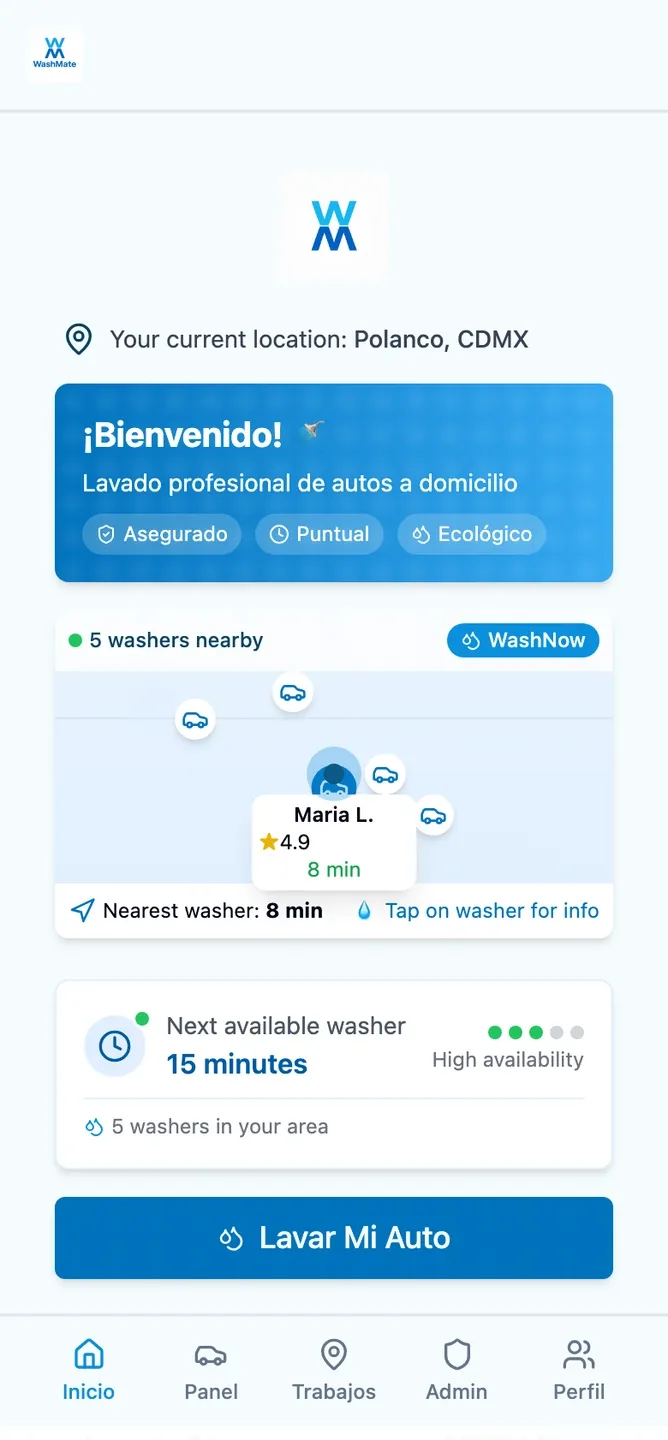 WM
WashMate
WM
Your current location: Polanco, CDMX
¡Bienvenido!
Lavado profesional de autos a domicilio
Asegurado Puntual Ecológico
5 washers nearby WashNow
Maria L.
4.9
8 min
Nearest washer: 8 min Tap on washer for info
Next available washer
15 minutes
High availability
5 washers in your area
Lavar Mi Auto
Inicio Panel Trabajos Admin Perfil